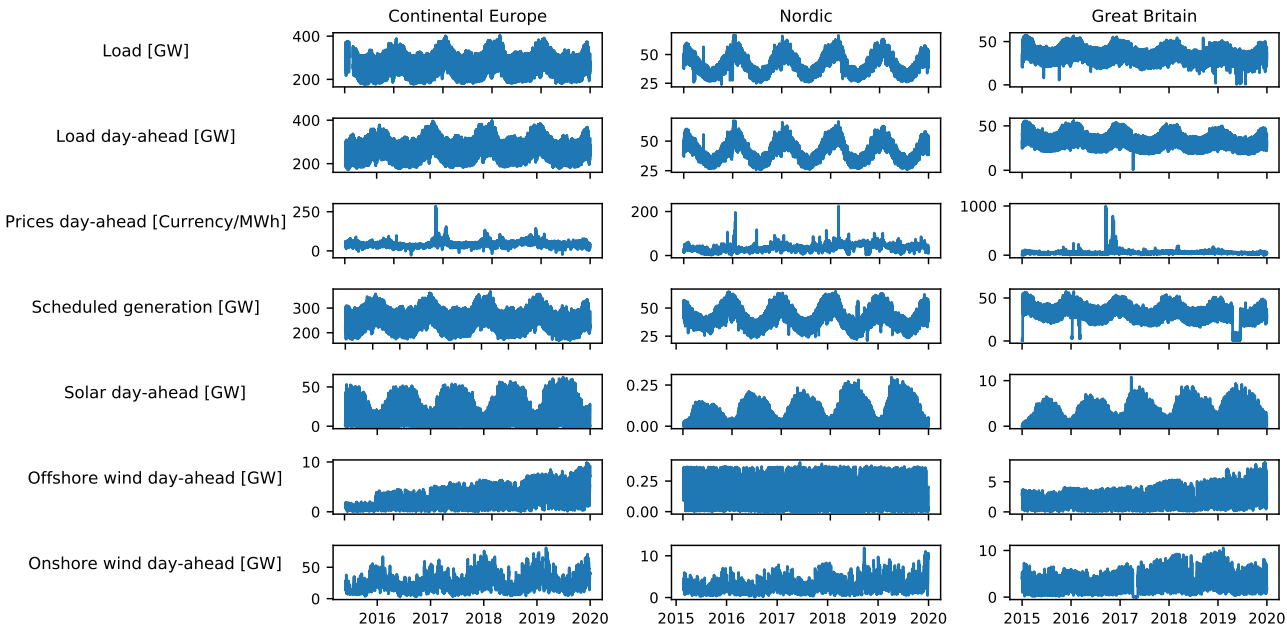 Continental Europe Nordic Great Britain
Load [GW] 400 200 50 25 50 0
Load day-ahead [GW] 400 200 50 25 50 0
Prices day-ahead [Currency/MWh] 250 0 200 0 1000 0
Scheduled generation [GW] 300 200 50 25 50 0
Solar day-ahead [GW] 50 0 0.25 0.00 10 0
Offshore wind day-ahead [GW] 10 0 0.25 0.00 5 0
Onshore wind day-ahead [GW] 50 0 10 0 10 0
2016 2017 2018 2019 2020 2015 2016 2017 2018 2019 2020 2015 2016 2017 2018 2019 2020